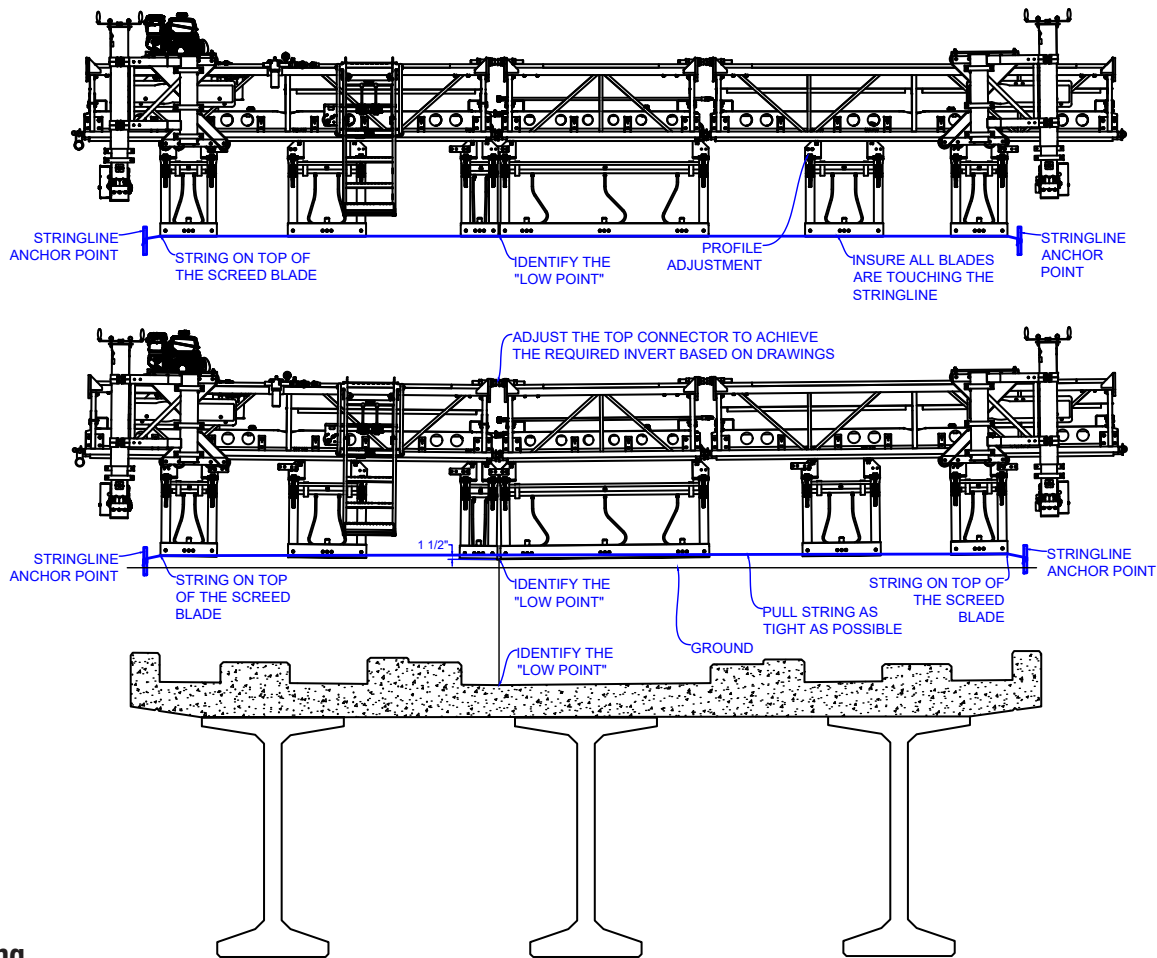 STRINGLINE
ANCHOR POINT
STRING ON TOP OF
THE SCREED BLADE
IDENTIFY THE
"LOW POINT"
PROFILE
ADJUSTMENT
INSURE ALL BLADES
ARE TOUCHING THE
STRINGLINE
STRINGLINE
ANCHOR
POINT
ADJUST THE TOP CONNECTOR TO ACHIEVE
THE REQUIRED INVERT BASED ON DRAWINGS
1 1/2"
STRINGLINE
ANCHOR POINT
STRING ON TOP
OF THE SCREED
BLADE
IDENTIFY THE
"LOW POINT"
PULL STRING AS
TIGHT AS POSSIBLE
STRING ON TOP OF
THE SCREED
BLADE
STRINGLINE
ANCHOR POINT
GROUND
IDENTIFY THE
"LOW POINT"